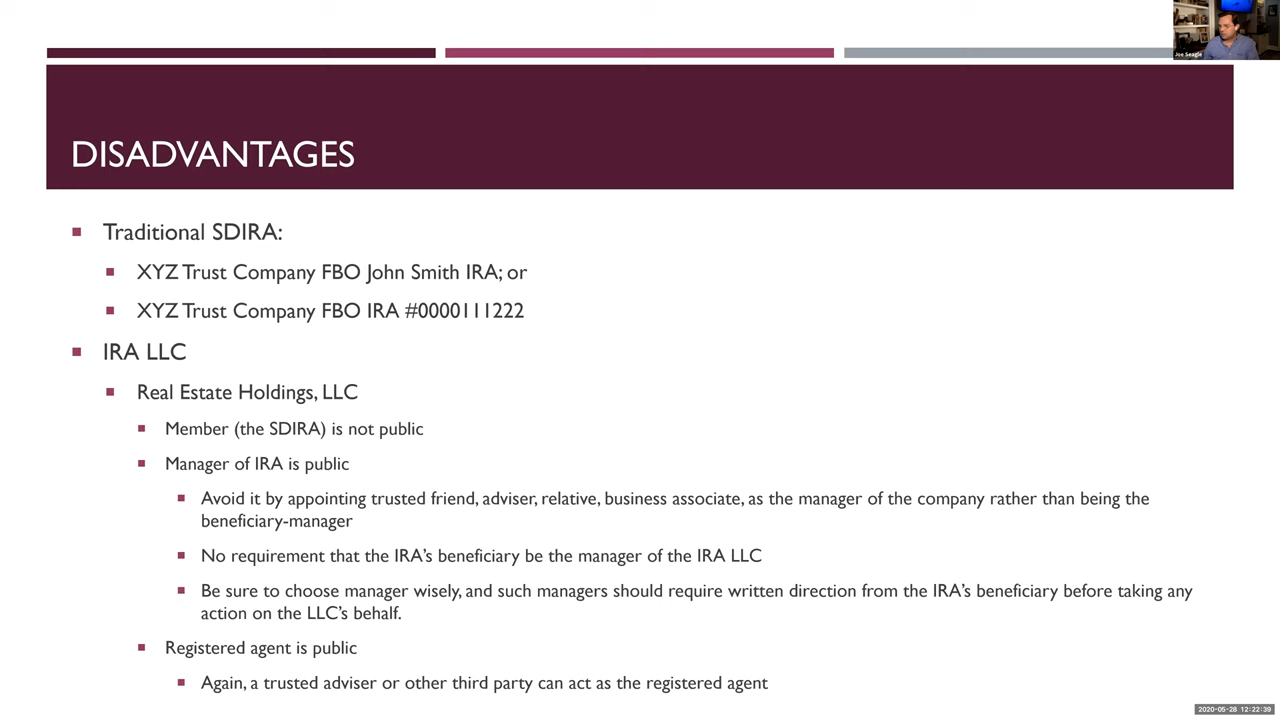 Joe Seagle
DISADVANTAGES
Traditional SDIRA:
XYZ Trust Company FBO John Smith IRA; or
XYZ Trust Company FBO IRA #0000111222
IRA LLC
Real Estate Holdings, LLC
Member (the SDIRA) is not public
Manager of IRA is public
Avoid it by appointing trusted friend, adviser, relative, business associate, as the manager of the company rather than being the
beneficiary-manager
No requirement that the IRA's beneficiary be the manager of the IRA LLC
Be sure to choose manager wisely, and such managers should require written direction from the IRA's beneficiary before taking any
action on the LLC's behalf.
Registered agent is public
Again, a trusted adviser or other third party can act as the registered agent
2020-05-28 12:22:39